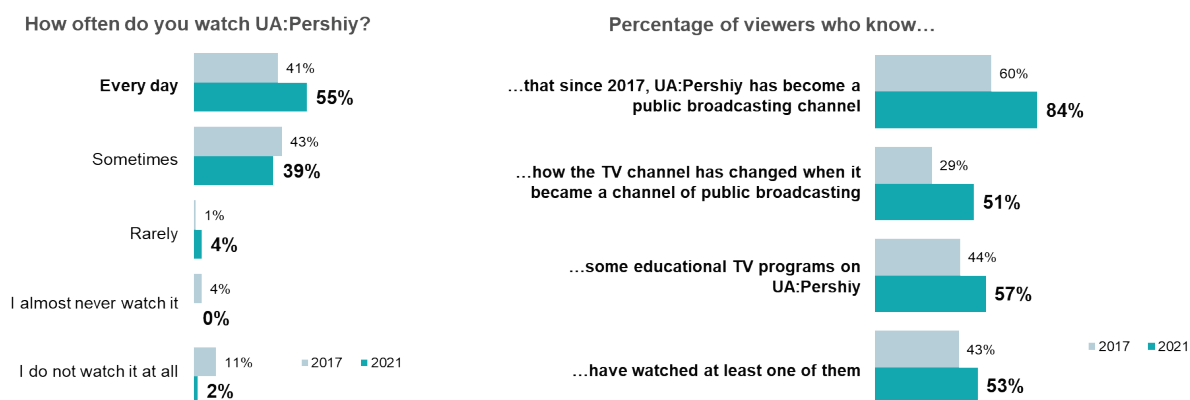 How often do you watch UA:Pershiy?
Every day
41%
55%
Sometimes
43%
39%
Rarely
1%
4%
I almost never watch it
4%
0%
I do not watch it at all
11%
2%
2017 2021
Percentage of viewers who know…
…that since 2017, UA:Pershiy has become a
public broadcasting channel
60%
84%
…how the TV channel has changed when it
became a channel of public broadcasting
29%
51%
…some educational TV programs on
UA:Pershiy
44%
57%
…have watched at least one of them
43%
53%
2017 2021